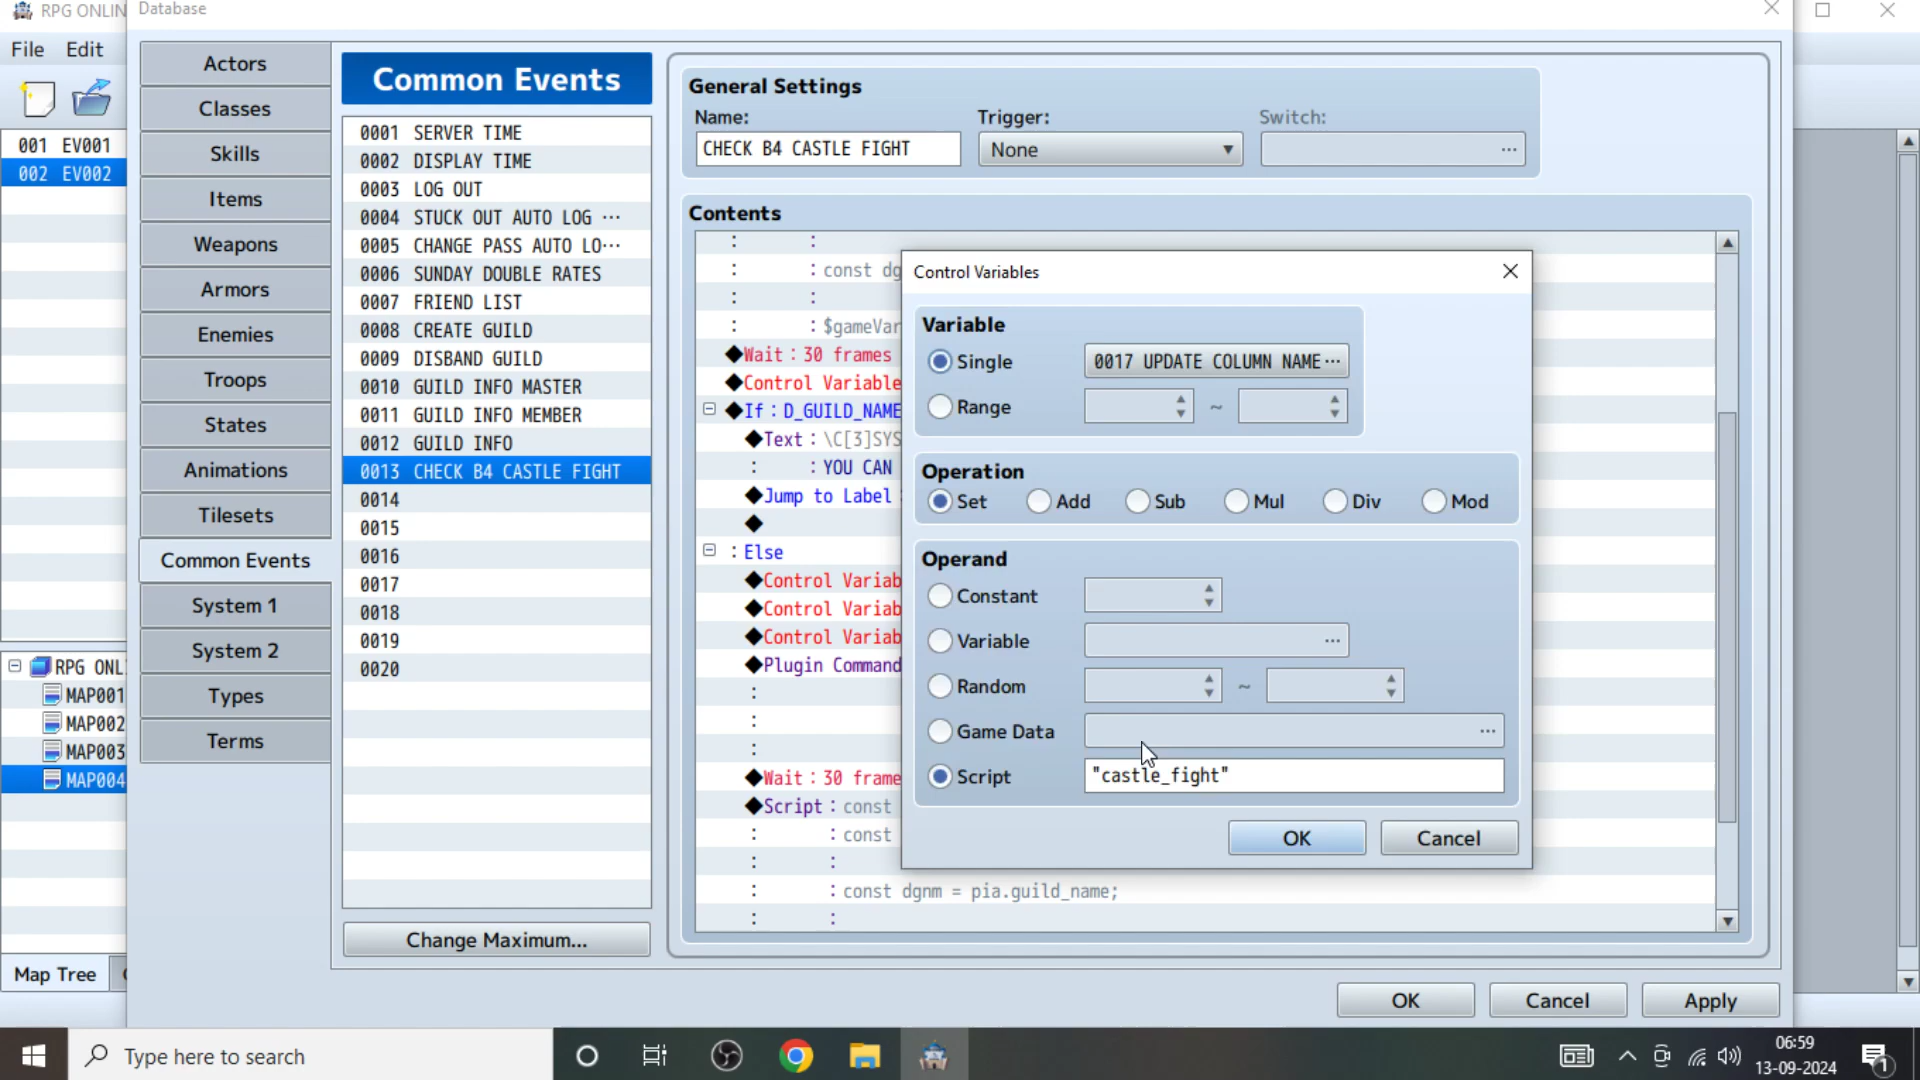 RPG ONLIN
Database
File Edit
001 EV001
002 EV002
RPG ONL
MAP001
MAP002
MAP003
MAP004
Map Tree
Actors
Classes
Skills
Items
Weapons
Armors
Enemies
Troops
States
Animations
Tilesets
Common Events
System 1
System 2
Types
Terms
Common Events
0001 SERVER TIME
0002 DISPLAY TIME
0003 LOG OUT
0004 STUCK OUT AUTO LOG ···
0005 CHANGE PASS AUTO LO···
0006 SUNDAY DOUBLE RATES
0007 FRIEND LIST
0008 CREATE GUILD
0009 DISBAND GUILD
0010 GUILD INFO MASTER
0011 GUILD INFO MEMBER
0012 GUILD INFO
0013 CHECK B4 CASTLE FIGHT
0014
0015
0016
0017
0018
0019
0020
Change Maximum...
General Settings
Name: Trigger: Switch:
CHECK B4 CASTLE FIGHT None ···
Contents
: :
: : const dg
: :
: : $gameVar
◆Wait : 30 frames
◆Control Variable
◆If : D_GUILD_NAME
◆Text : \C[3]SYS
: : YOU CAN
◆Jump to Label :
◆
: Else
◆Control Variab
◆Control Variab
◆Control Variab
◆Plugin Command
:
:
:
◆Wait : 30 frame
◆Script : const
: : const
: :
: : const dgnm = pia.guild_name;
: :
Control Variables
Variable
Single 0017 UPDATE COLUMN NAME···
Range ~
Operation
Set Add Sub Mul Div Mod
Operand
Constant
Variable ···
Random ~
Game Data ···
Script "castle_fight"
OK Cancel
OK Cancel Apply
Type here to search
06:59
13-09-2024
1